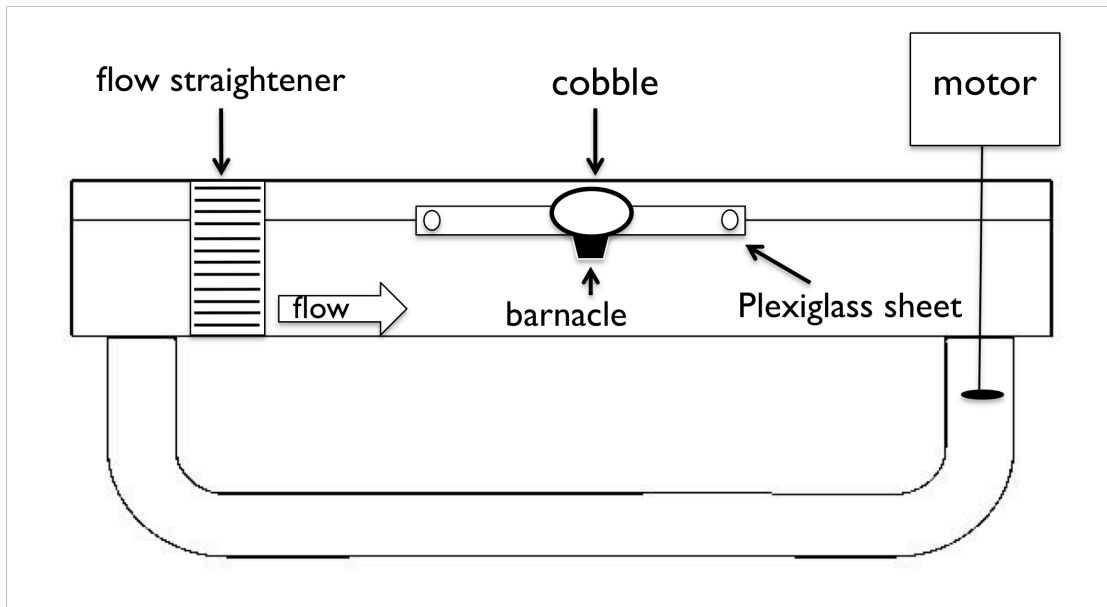 flow straightener
cobble
motor
flow
barnacle
Plexiglass sheet